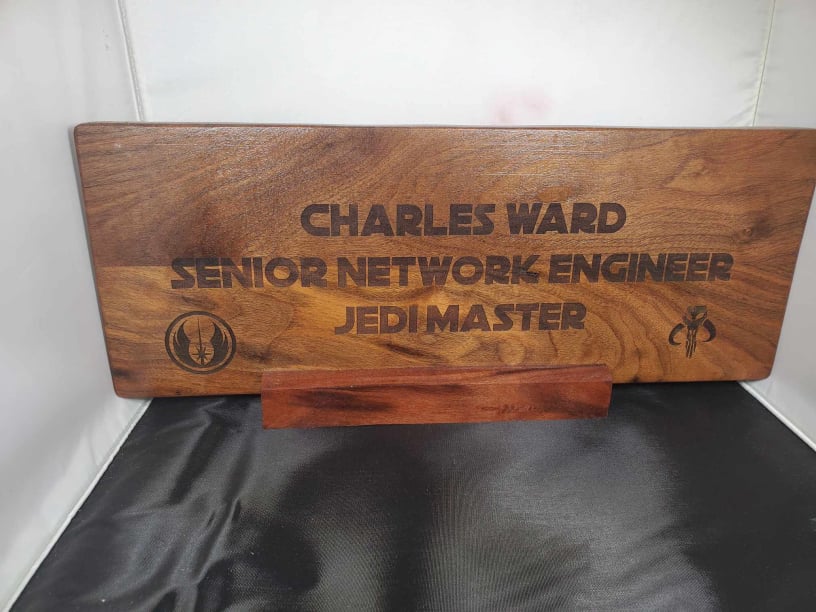 CHARLES WARD
SENIOR NETWORK ENGINEER
JEDI MASTER